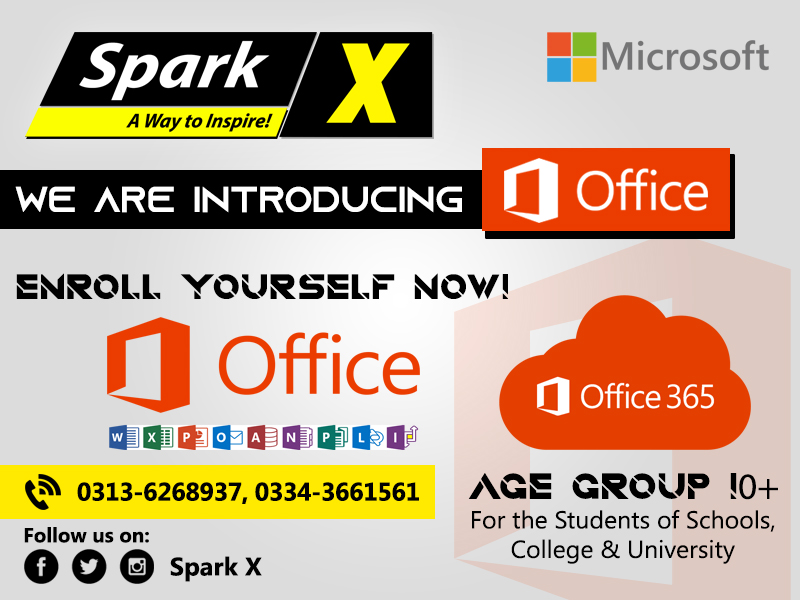 Spark X
A Way to Inspire!
Microsoft
WE ARE INTRODUCING
Office
ENROLL YOURSELF NOW!
Office
W X P O A N P L I
Office 365
0313-6268937, 0334-3661561
AGE GROUP 10+
For the Students of Schools,
College & University
Follow us on:
Spark X